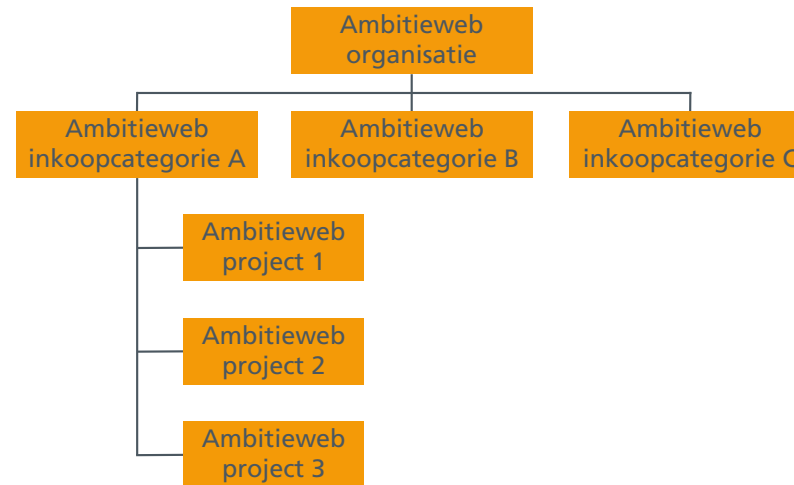 Ambitieweb
organisatie
Ambitieweb
inkoopcategorie A
Ambitieweb
inkoopcategorie B
Ambitieweb
inkoopcategorie C
Ambitieweb
project 1
Ambitieweb
project 2
Ambitieweb
project 3